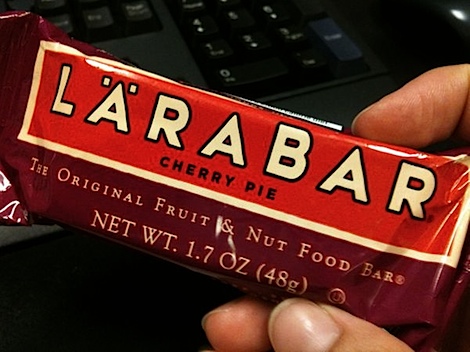 LÄRABAR®
CHERRY PIE
THE ORIGINAL FRUIT & NUT FOOD BAR®
NET WT. 1.7 OZ (48g)